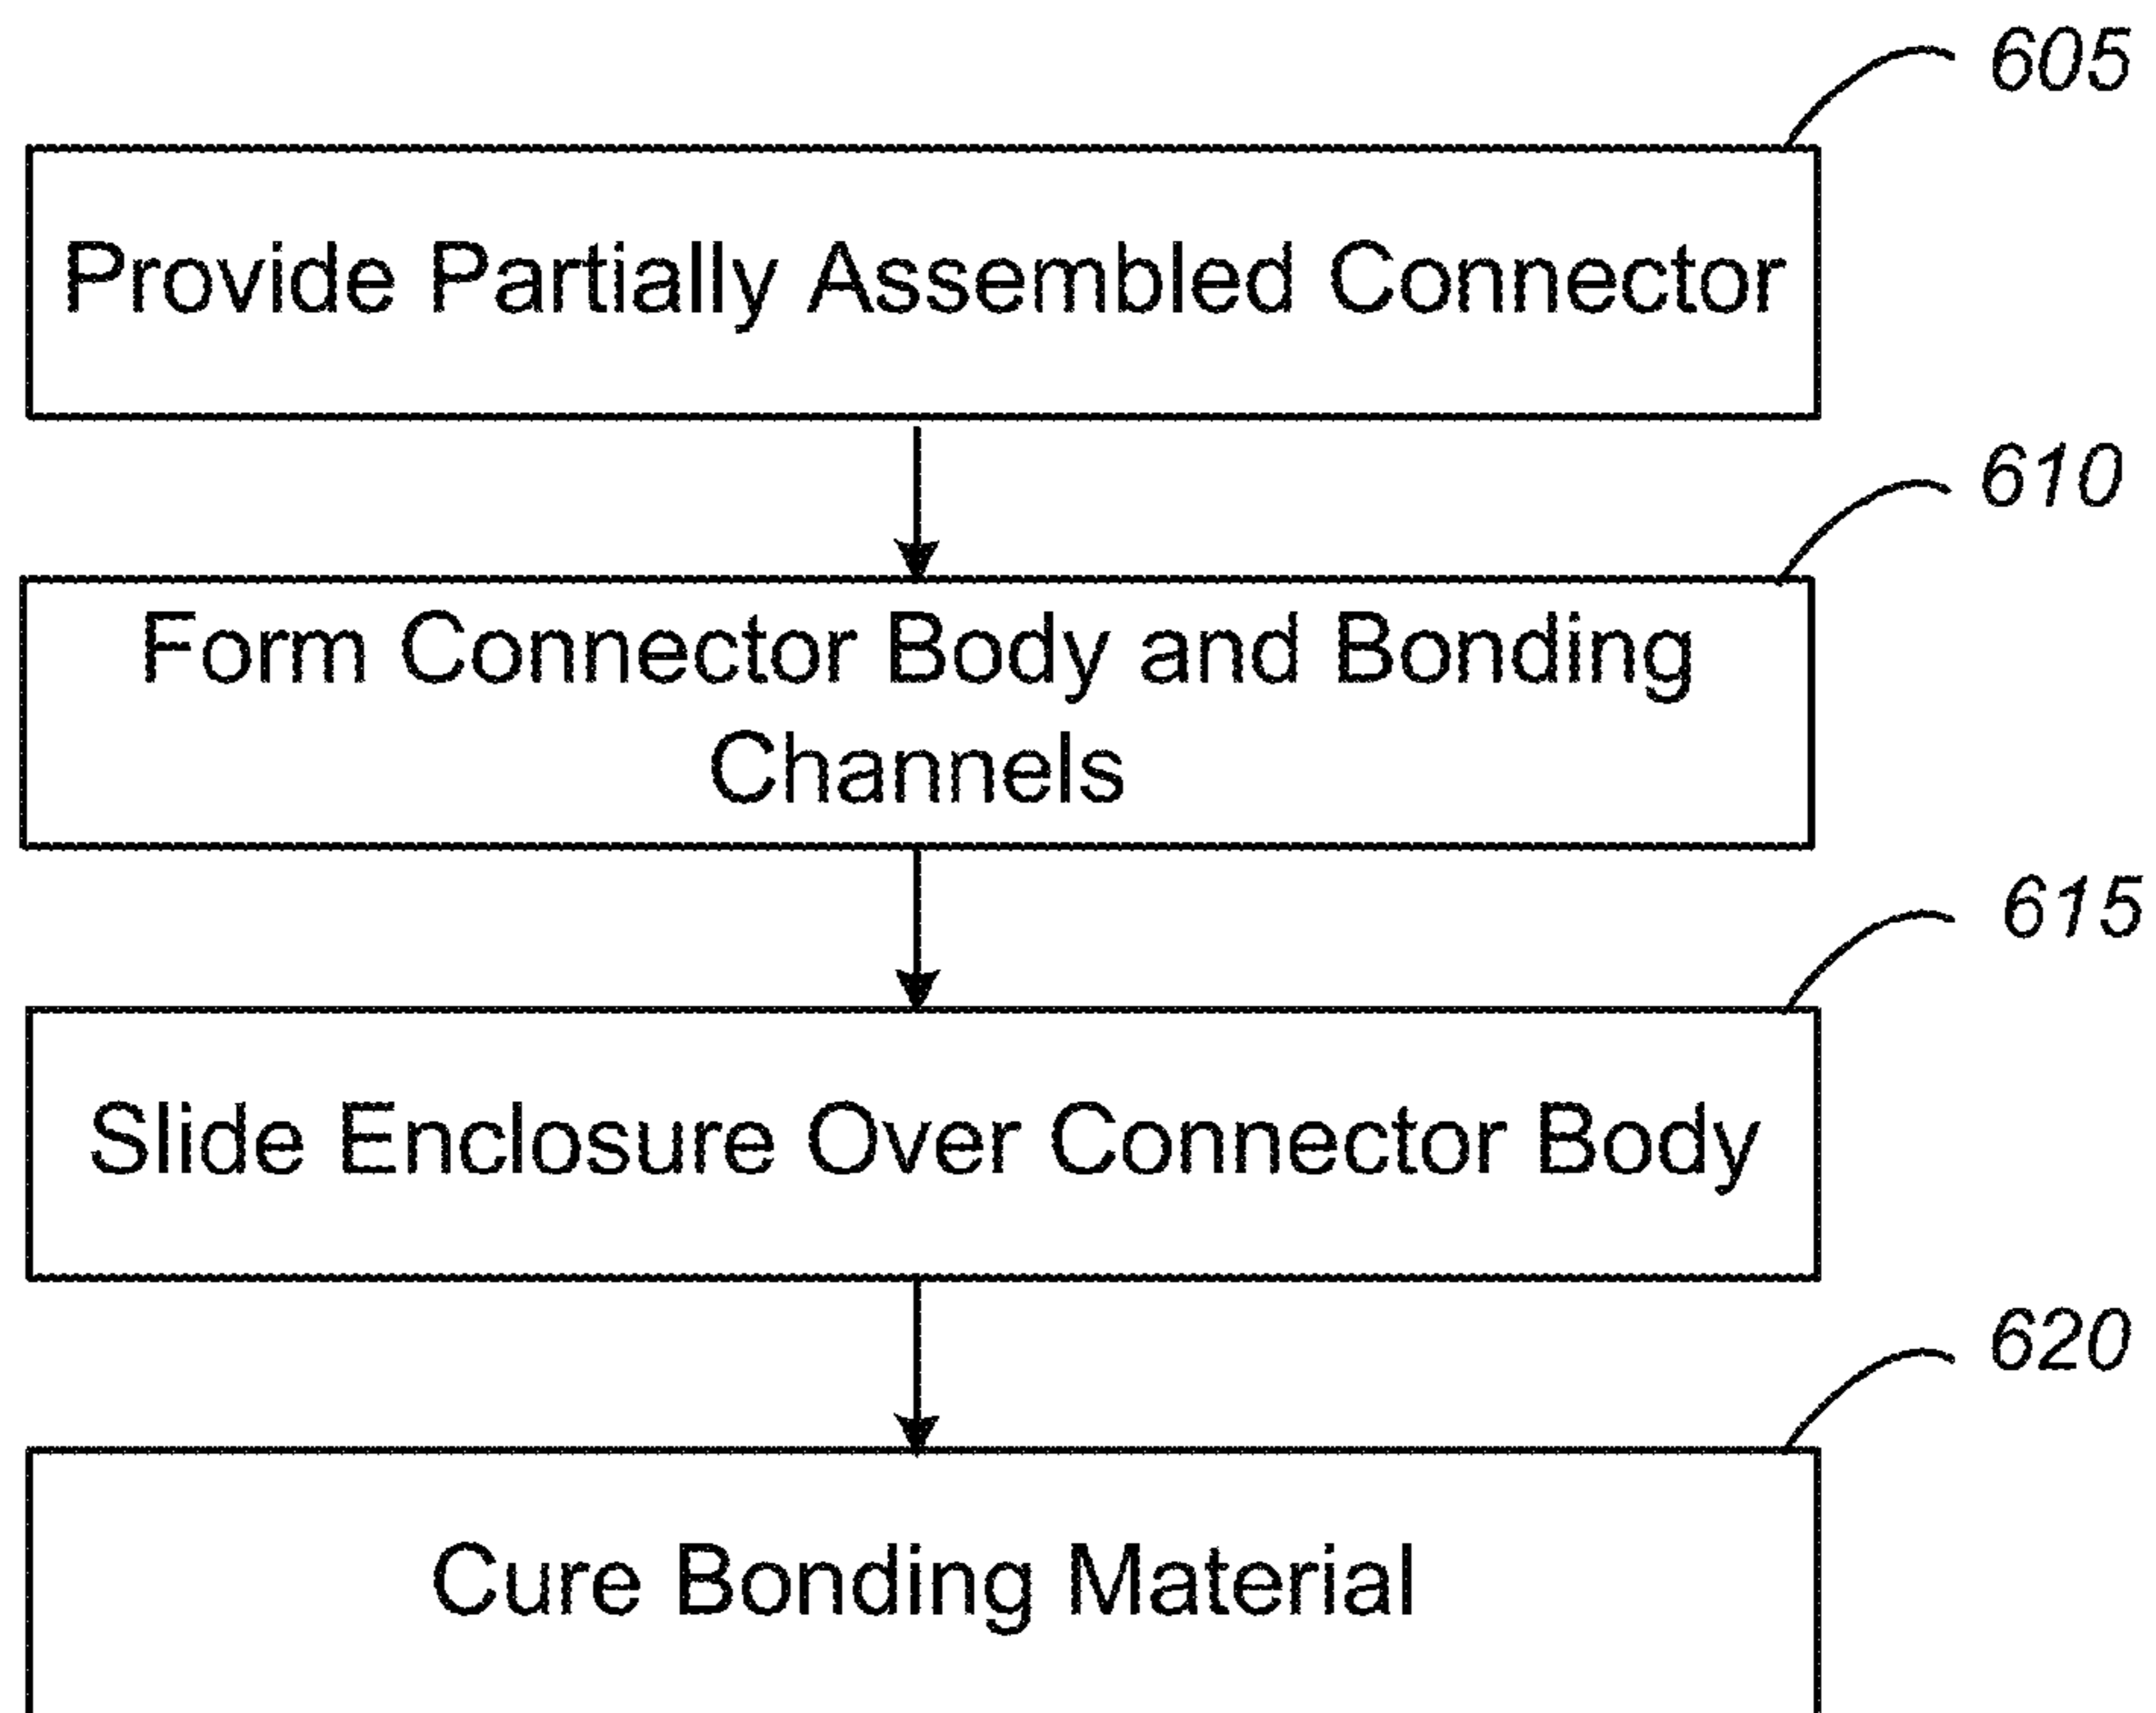 605
Provide Partially Assembled Connector
610
Form Connector Body and Bonding
Channels
615
Slide Enclosure Over Connector Body
620
Cure Bonding Material